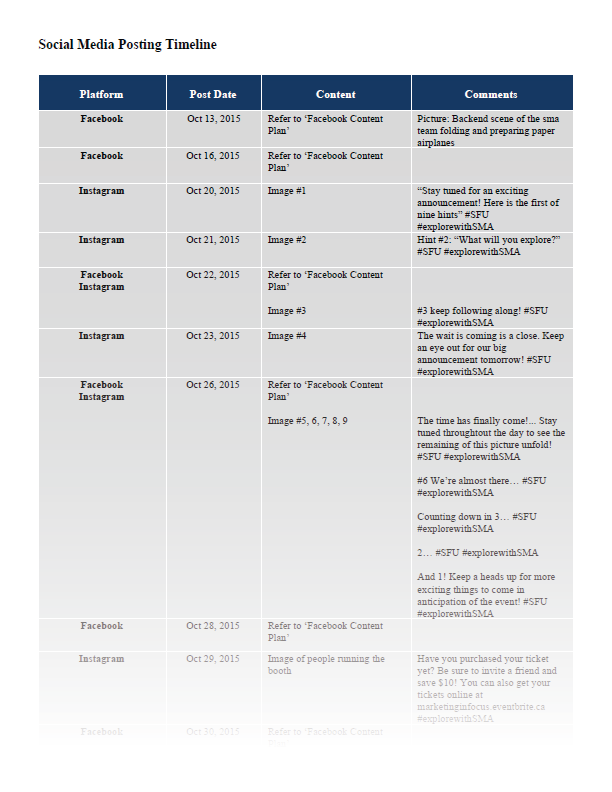 Social Media Posting Timeline
Platform Post Date Content Comments
Facebook Oct 13, 2015 Refer to ‘Facebook Content Picture: Backend scene of the sma
Plan’ team folding and preparing paper
airplanes
Facebook Oct 16, 2015 Refer to ‘Facebook Content
Plan’
Instagram Oct 20, 2015 Image #1 “Stay tuned for an exciting
announcement! Here is the first of
nine hints” #SFU
#explorewithSMA
Instagram Oct 21, 2015 Image #2 Hint #2: “What will you explore?”
#SFU #explorewithSMA
Facebook Oct 22, 2015 Refer to ‘Facebook Content
Instagram Plan’
Image #3 #3 keep following along! #SFU
#explorewithSMA
Instagram Oct 23, 2015 Image #4 The wait is coming is a close. Keep
an eye out for our big
announcement tomorrow! #SFU
#explorewithSMA
Facebook Oct 26, 2015 Refer to ‘Facebook Content
Instagram Plan’
Image #5, 6, 7, 8, 9 The time has finally come!... Stay
tuned throughtout the day to see the
remaining of this picture unfold!
#SFU #explorewithSMA
#6 We’re almost there… #SFU
#explorewithSMA
Counting down in 3… #SFU
#explorewithSMA
2… #SFU #explorewithSMA
And 1! Keep a heads up for more
exciting things to come in
anticipation of the event! #SFU
#explorewithSMA
Facebook Oct 28, 2015 Refer to ‘Facebook Content
Plan’
Instagram Oct 29, 2015 Image of people running the Have you purchased your ticket
booth yet? Be sure to invite a friend and
save $10! You can also get your
tickets online at
marketinginfocus.eventbrite.ca
#explorewithSMA
Facebook Oct 30, 2015 Refer to ‘Facebook Content
Plan’